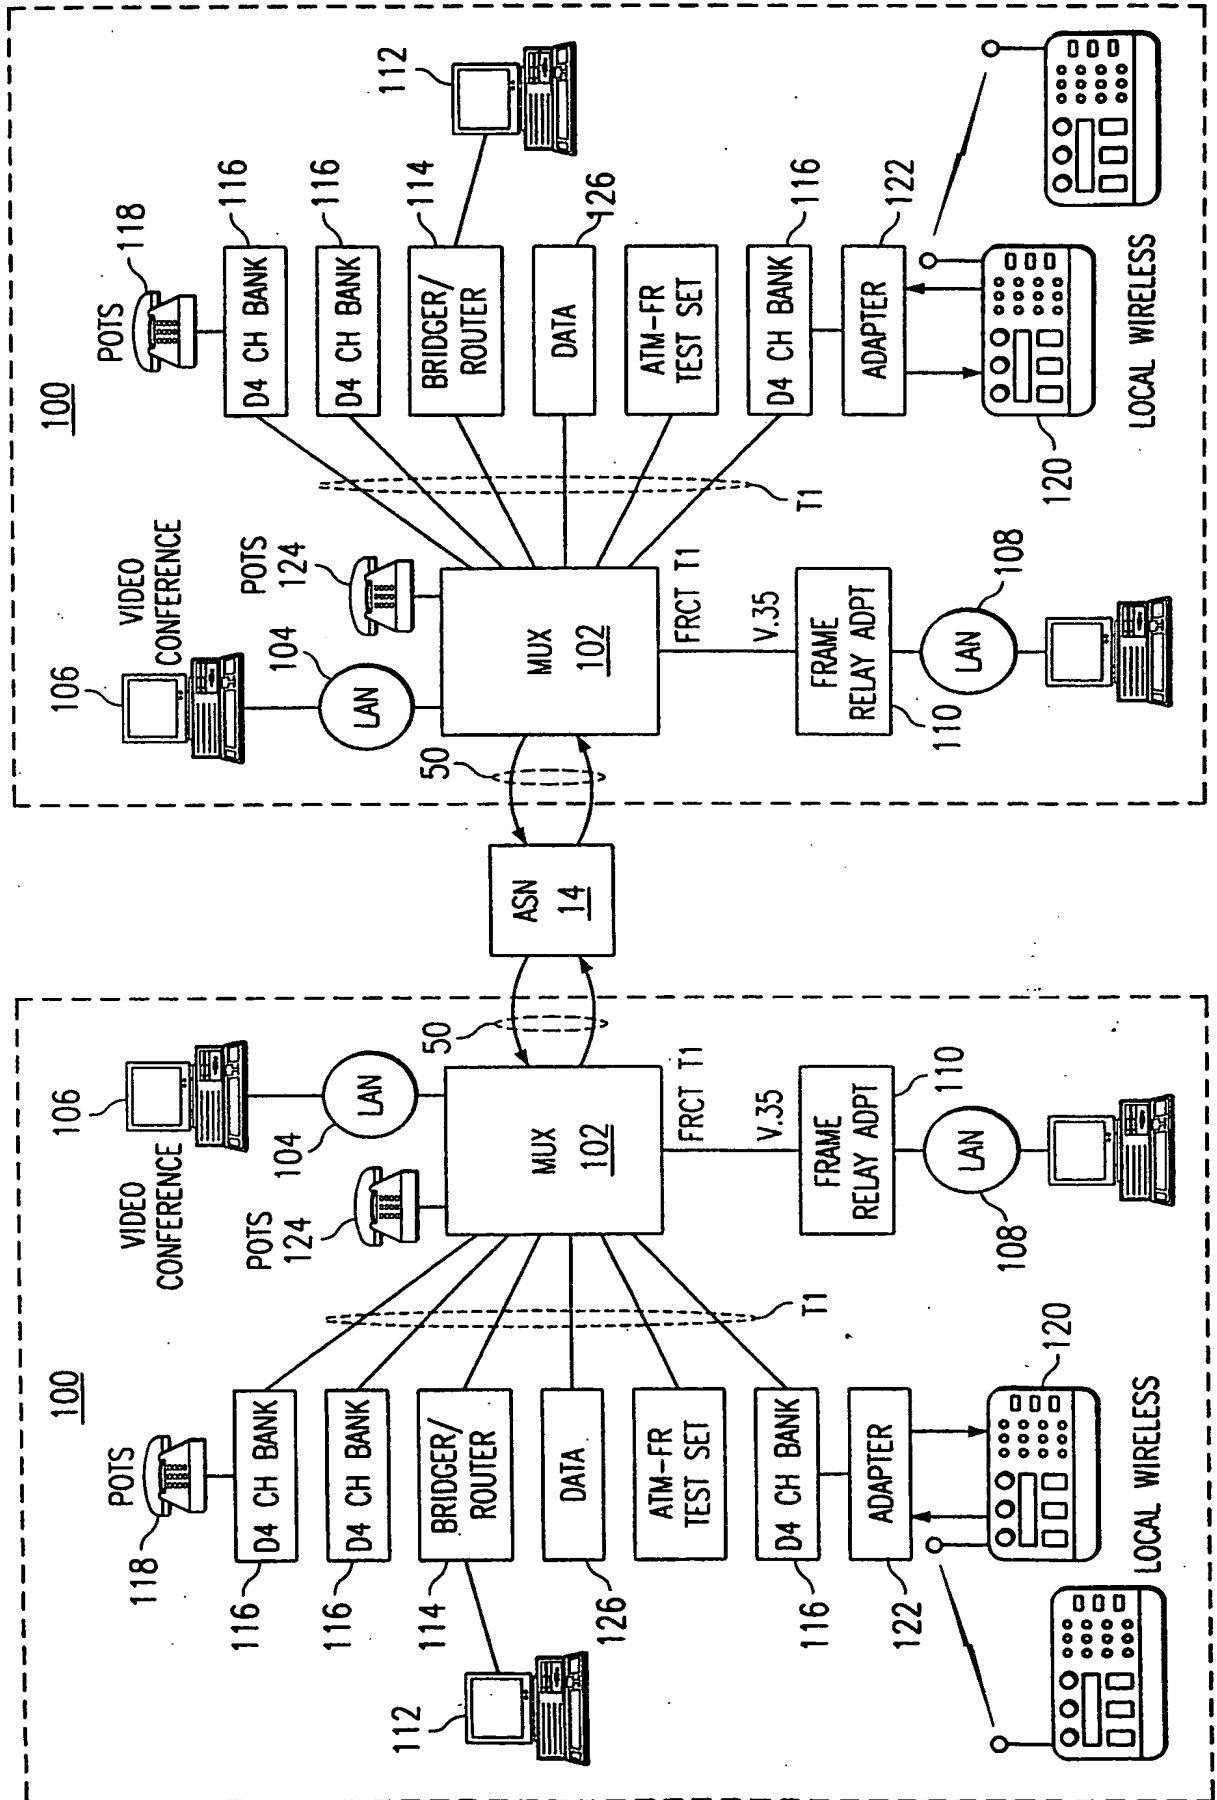 100
POTS
118
116
D4 CH BANK
116
D4 CH BANK
114
BRIDGER/
ROUTER
112
126
DATA
ATM-FR
TEST SET
116
D4 CH BANK
122
ADAPTER
120
LOCAL WIRELESS
T1
106
VIDEO
CONFERENCE
104
LAN
POTS
124
MUX
102
FRCT T1
V.35
FRAME
RELAY ADPT
110
LAN
108
50
ASN
14
50
100
106
VIDEO
CONFERENCE
104
LAN
POTS
124
MUX
102
FRCT T1
V.35
FRAME
RELAY ADPT
110
LAN
108
T1
POTS
118
D4 CH BANK
116
D4 CH BANK
116
BRIDGER/
ROUTER
114
112
DATA
126
ATM-FR
TEST SET
D4 CH BANK
116
ADAPTER
122
120
LOCAL WIRELESS